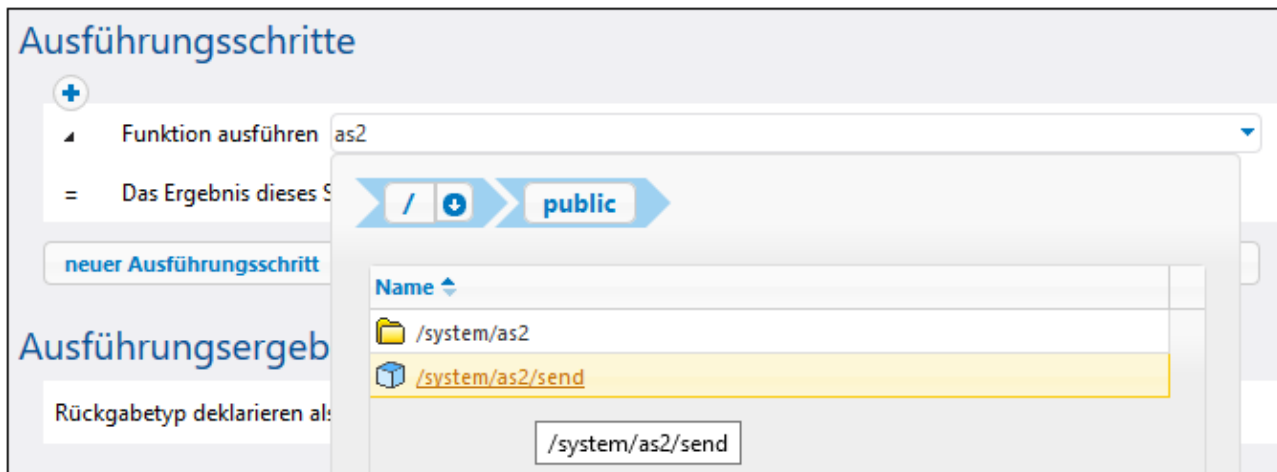 Ausführungsschritte
Funktion ausführen as2
= Das Ergebnis dieses
/ public
neuer Ausführungsschritt
Name
/system/as2
Ausführungsergeb
/system/as2/send
Rückgabetyp deklarieren
/system/as2/send